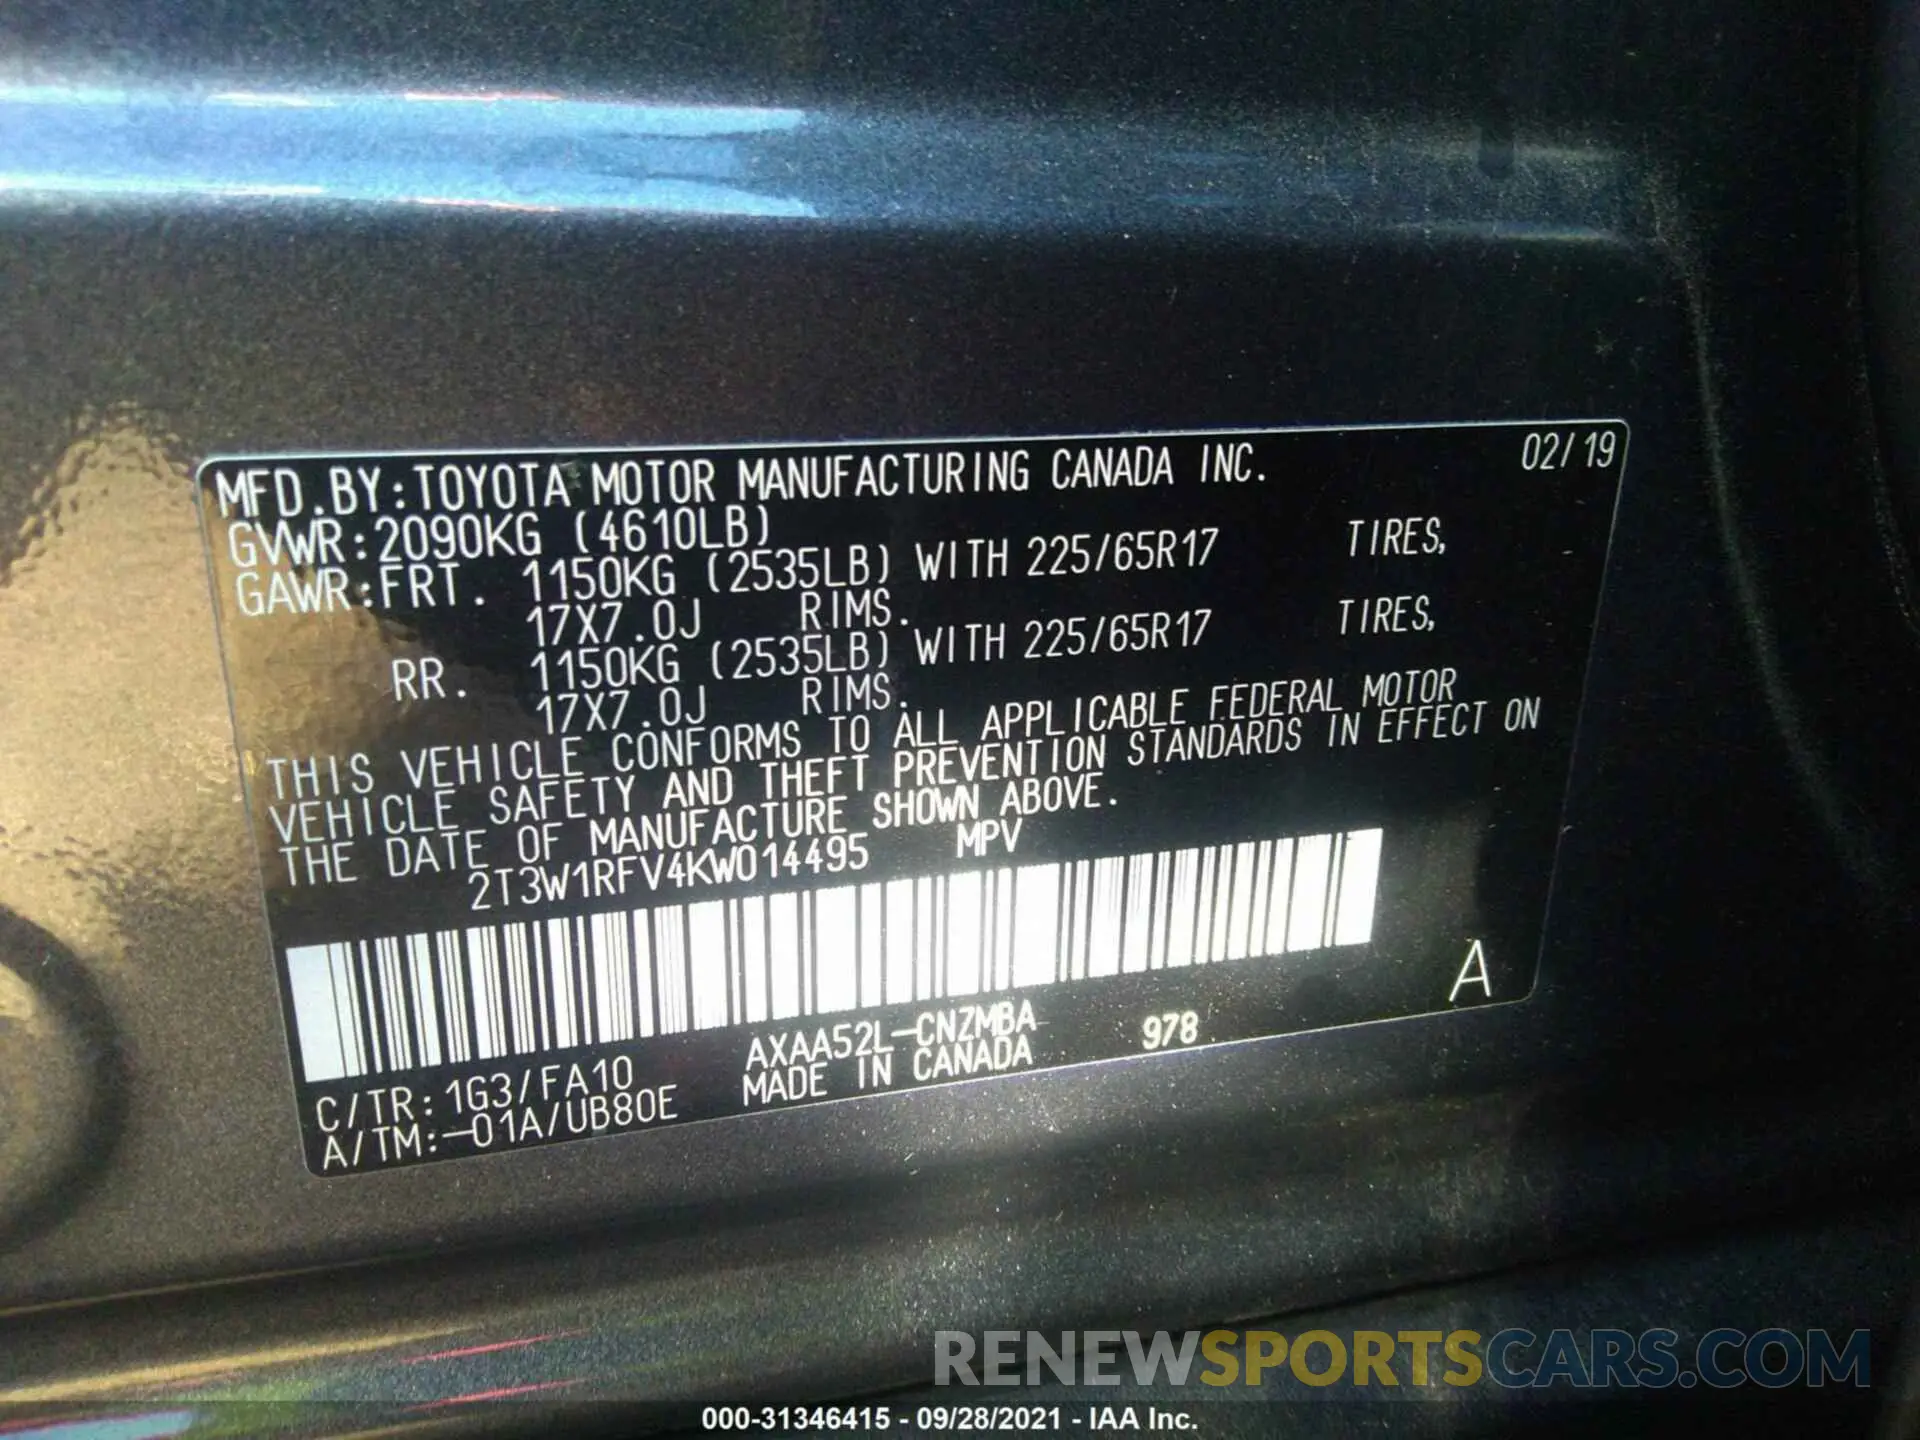 MFD.BY:TOYOTA MOTOR MANUFACTURING CANADA INC. 02/19
GVWR:2090KG (4610LB)
GAWR:FRT. 1150KG (2535LB) WITH 225/65R17 TIRES,
17X7.0J RIMS.
RR. 1150KG (2535LB) WITH 225/65R17 TIRES,
17X7.0J RIMS.
THIS VEHICLE CONFORMS TO ALL APPLICABLE FEDERAL MOTOR
VEHICLE SAFETY AND THEFT PREVENTION STANDARDS IN EFFECT ON
THE DATE OF MANUFACTURE SHOWN ABOVE.
2T3W1RFV4KW014495 MPV
A
C/TR:1G3/FA10 AXAA52L-CNZMBA 978
A/TM:-01A/UB80E MADE IN CANADA
RENEWSPORTSCARS.COM
000-31346415 - 09/28/2021 - IAA Inc.